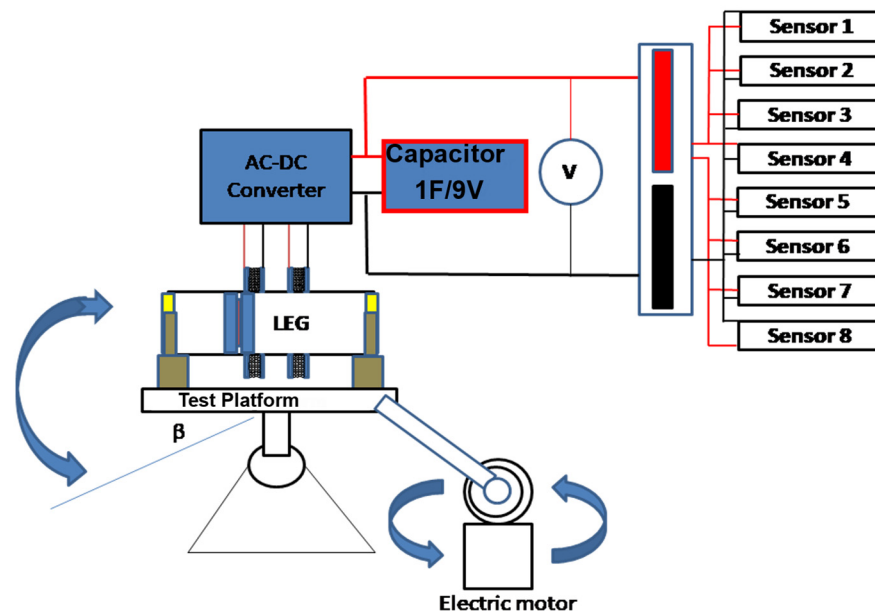 Sensor 1
Sensor 2
Sensor 3
Sensor 4
Sensor 5
Sensor 6
Sensor 7
Sensor 8
AC-DC
Converter
Capacitor
1F/9V
V
LEG
Test Platform
β
Electric motor